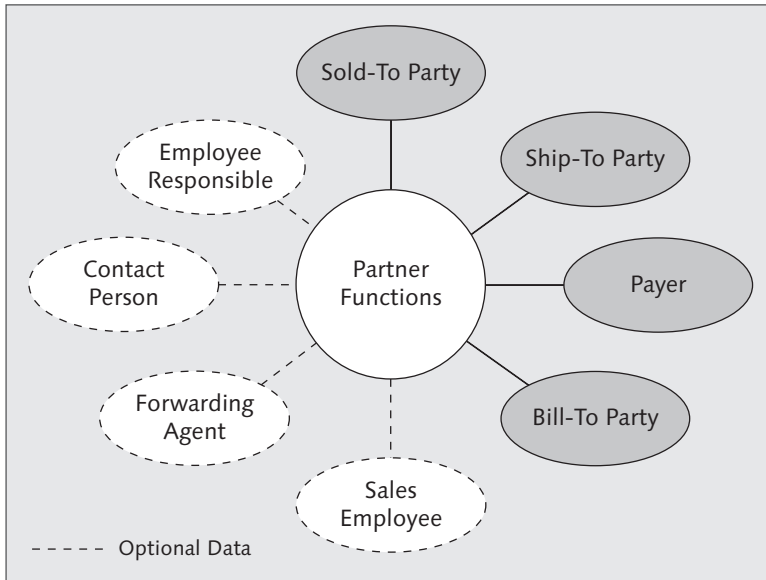 Sold-To Party
Employee
Responsible
Ship-To Party
Contact
Person
Partner
Functions
Payer
Forwarding
Agent
Bill-To Party
Sales
Employee
Optional Data